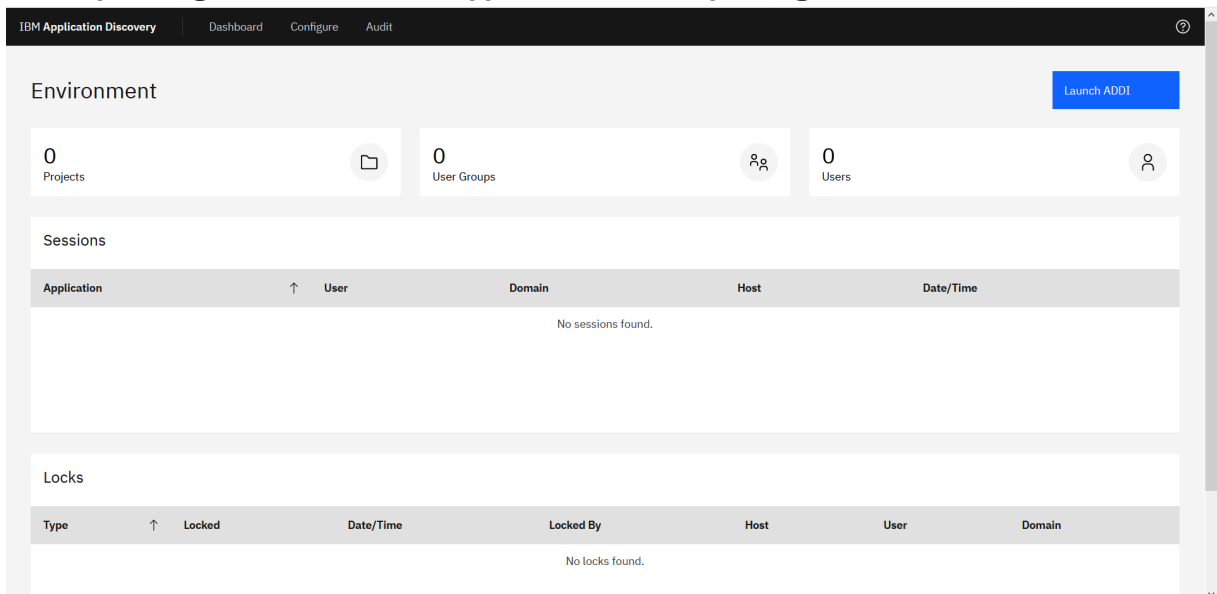 IBM Application Discovery Dashboard Configure Audit
Environment
Launch ADDI
0 0 0
Projects User Groups Users
Sessions
Application User Domain Host Date/Time
No sessions found.
Locks
Type Locked Date/Time Locked By Host User Domain
No locks found.